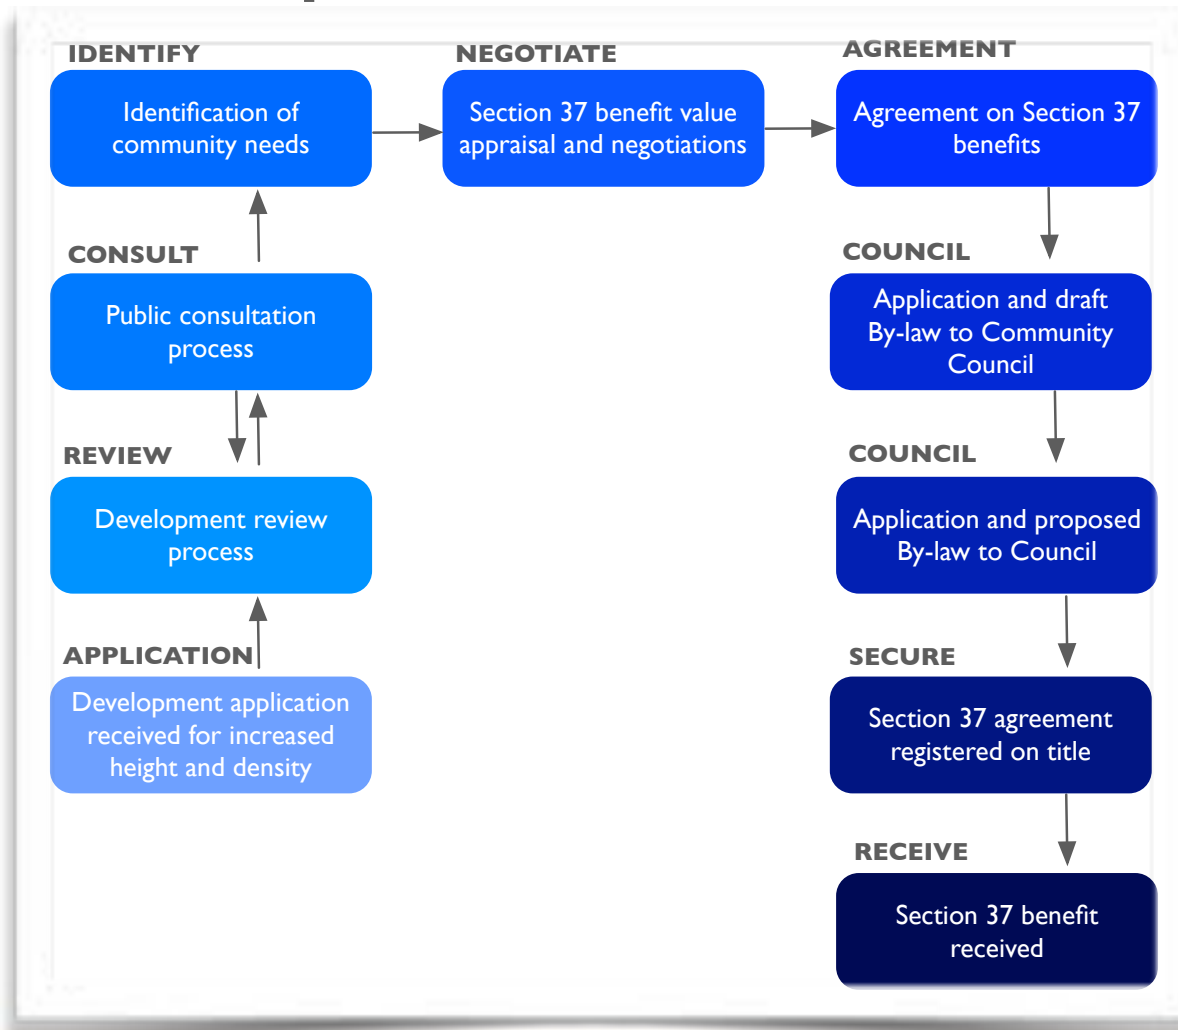 IDENTIFY
Identification of
community needs
NEGOTIATE
Section 37 benefit value
appraisal and negotiations
AGREEMENT
Agreement on Section 37
benefits
CONSULT
Public consultation
process
REVIEW
Development review
process
APPLICATION
Development application
received for increased
height and density
COUNCIL
Application and draft
By-law to Community
Council
COUNCIL
Application and proposed
By-law to Council
SECURE
Section 37 agreement
registered on title
RECEIVE
Section 37 benefit
received